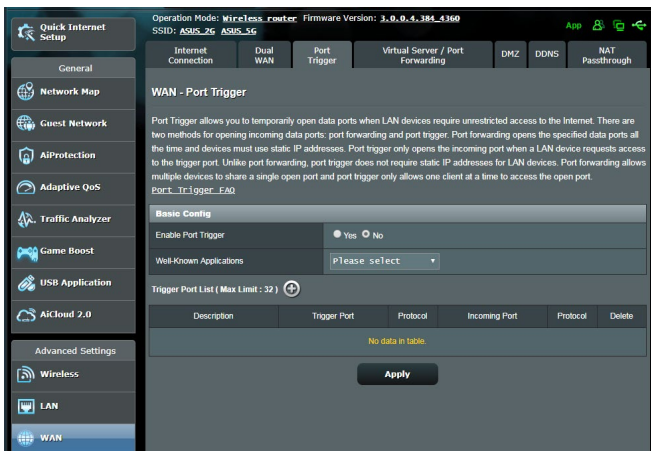 Operation Mode: Wireless router Firmware Version: 3.0.0.4.384_4360
SSID: ASUS_2G ASUS_5G
App
Quick Internet
Setup
General
Network Map
Guest Network
AiProtection
Adaptive QoS
Traffic Analyzer
Game Boost
USB Application
AiCloud 2.0
Advanced Settings
Wireless
LAN
WAN
Internet
Connection
Dual
WAN
Port
Trigger
Virtual Server / Port
Forwarding
DMZ
DDNS
NAT
Passthrough
WAN - Port Trigger
Port Trigger allows you to temporarily open data ports when LAN devices require unrestricted access to the Internet. There are
two methods for opening incoming data ports: port forwarding and port trigger. Port forwarding opens the specified data ports all
the time and devices must use static IP addresses. Port trigger only opens the incoming port when a LAN device requests access
to the trigger port. Unlike port forwarding, port trigger does not require static IP addresses for LAN devices. Port forwarding allows
multiple devices to share a single open port and port trigger only allows one client at a time to access the open port.
Port Trigger FAQ
Basic Config
Enable Port Trigger Yes No
Well-Known Applications Please select
Trigger Port List ( Max Limit : 32 )
Description Trigger Port Protocol Incoming Port Protocol Delete
No data in table.
Apply